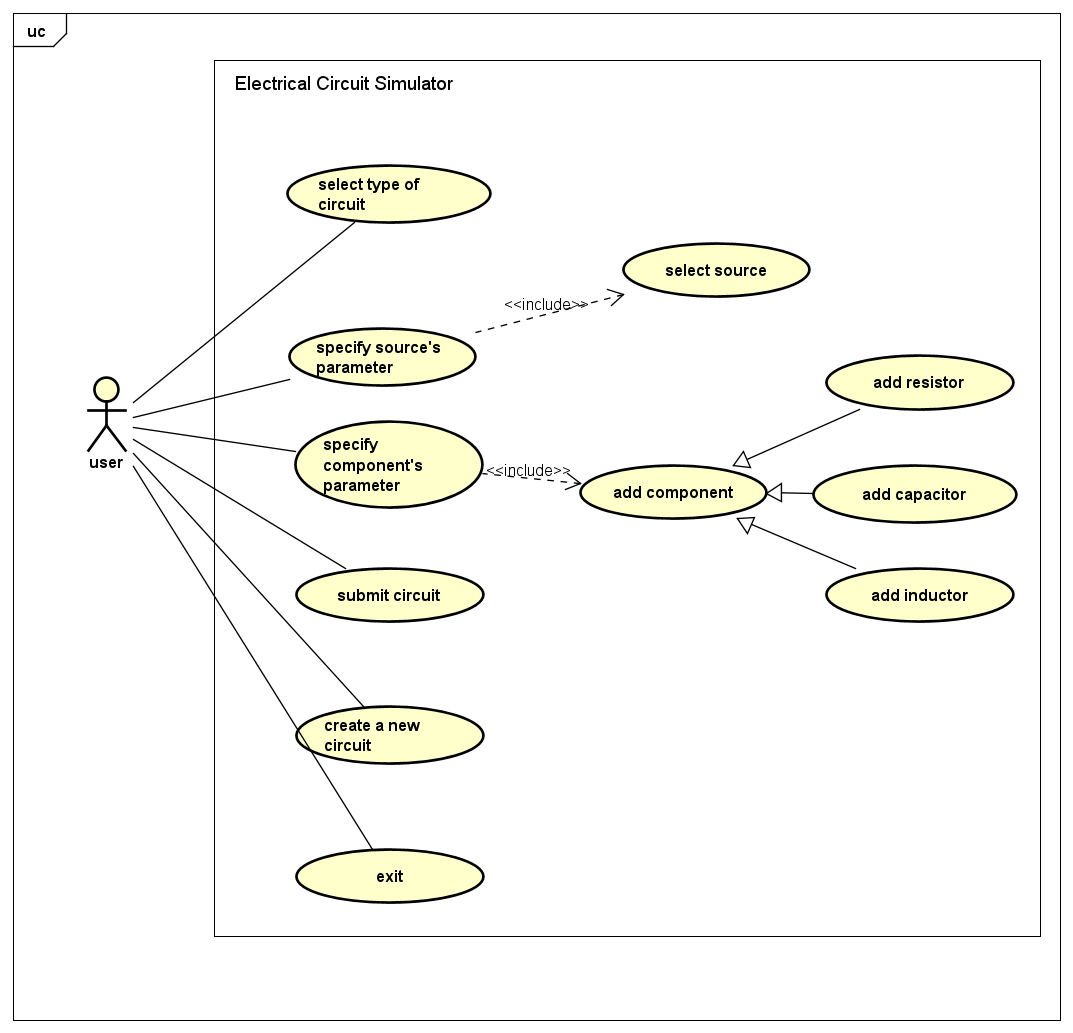 uc
Electrical Circuit Simulator
select type of
circuit
select source
<<include>>
specify source's
parameter
add resistor
user
specify
component's
parameter
<<include>>
add component
add capacitor
submit circuit
add inductor
create a new
circuit
exit